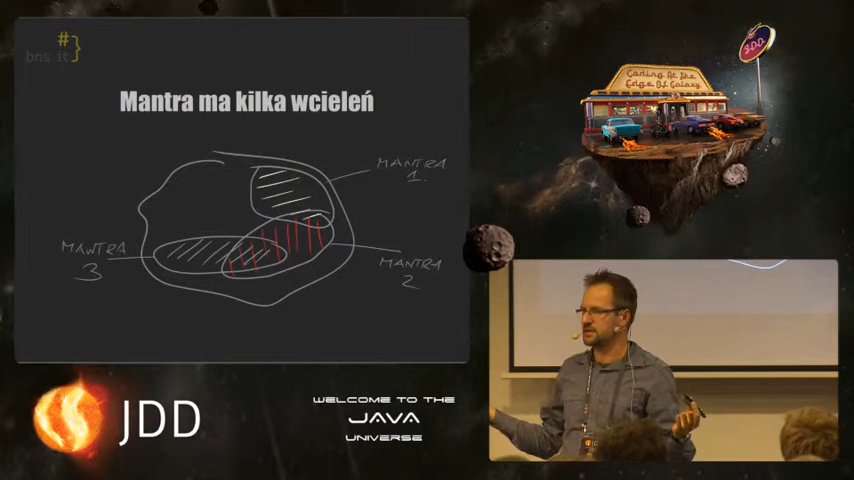 #}
bns it
Mantra ma kilka wcieleń
MANTRA
1.
MANTRA
3
MANTRA
2
Coding At The
Edge Of Galaxy
J.D.D.
JDD
WELCOME TO THE
JAVA
UNIVERSE